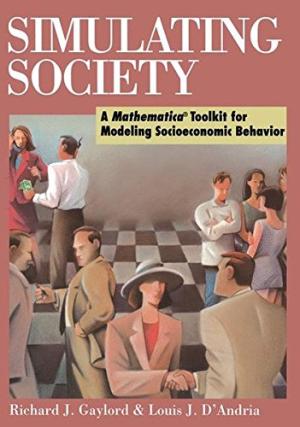 SIMULATING
SOCIETY
A Mathematica® Toolkit for
Modeling Socioeconomic Behavior
Richard J. Gaylord & Louis J. D'Andria